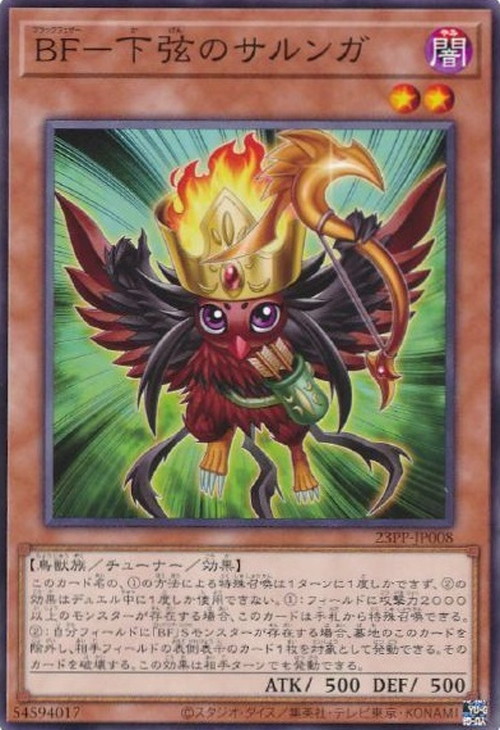 ブラックフェザー か げん
BF－下弦のサルンガ
やみ
闇
23PP-JP008
【鳥獣族／チューナー／効果】
このカード名の、①の方法による特殊召喚は１ターンに１度しかできず、②の
効果はデュエル中に１度しか使用できない。①：フィールドに攻撃力２０００
以上のモンスターが存在する場合、このカードは手札から特殊召喚できる。
②：自分フィールドに「BF」Sモンスターが存在する場合、墓地のこのカードを
除外し、相手フィールドの表側表示のカード１枚を対象として発動できる。その
カードを破壊する。この効果は相手ターンでも発動できる。
ATK/ 500 DEF/ 500
54594017
©スタジオ・ダイス/集英社・テレビ東京・KONAMI